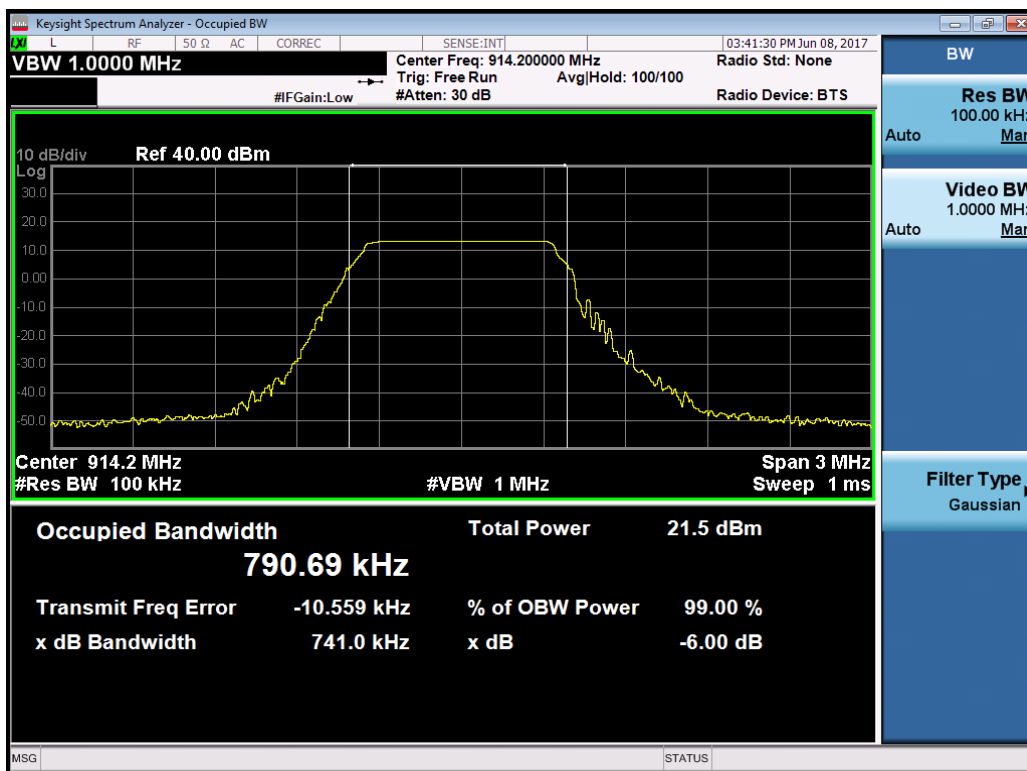 Keysight Spectrum Analyzer - Occupied BW
LXI L RF 50 Ω AC CORREC SENSE:INT 03:41:30 PM Jun 08, 2017
VBW 1.0000 MHz
Center Freq: 914.200000 MHz
Radio Std: None
Trig: Free Run Avg|Hold: 100/100
#IFGain:Low #Atten: 30 dB Radio Device: BTS
10 dB/div Ref 40.00 dBm
Log
30.0
20.0
10.0
0.00
-10.0
-20.0
-30.0
-40.0
-50.0
Center 914.2 MHz Span 3 MHz
#Res BW 100 kHz #VBW 1 MHz Sweep 1 ms
Occupied Bandwidth Total Power 21.5 dBm
790.69 kHz
Transmit Freq Error -10.559 kHz % of OBW Power 99.00 %
x dB Bandwidth 741.0 kHz x dB -6.00 dB
MSG STATUS
BW
Res BW
100.00 kHz
Auto Man
Video BW
1.0000 MHz
Auto Man
Filter Type
Gaussian